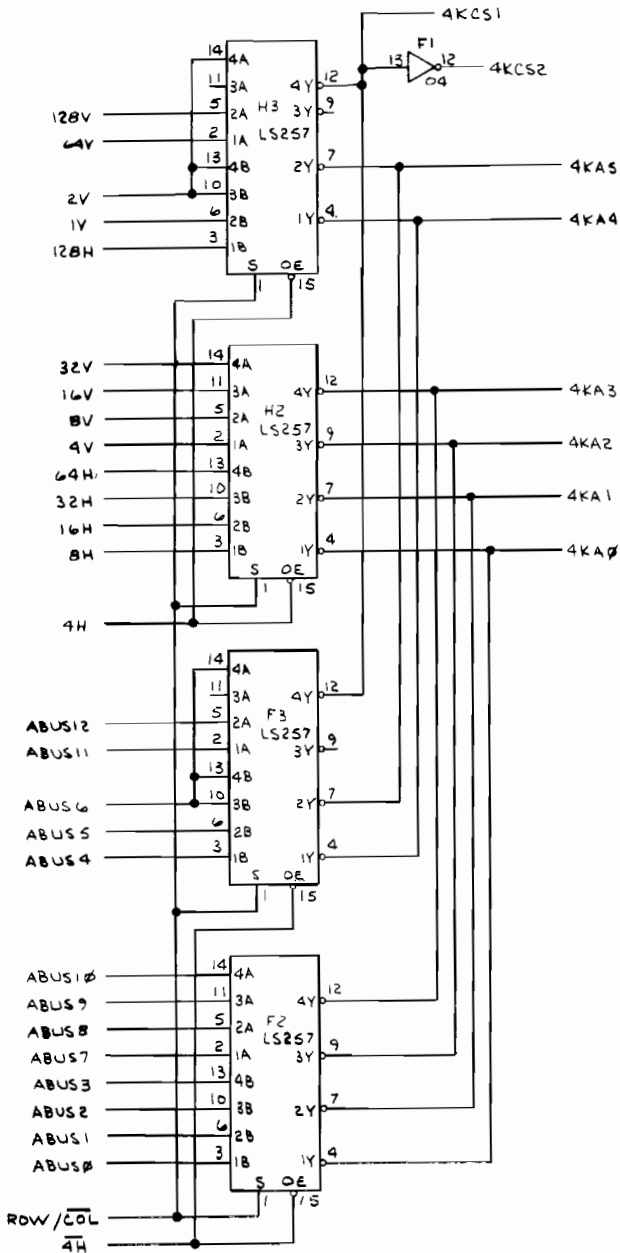 4KCS1
F1
13 12 4KCS2
04
14 4A
11 3A 4Y 12
H3
128V 5 2A 3Y 9
LS257
64V 2 1A
13 4B 2Y 7 4KA5
2V 10 3B
1V 6 2B 1Y 4 4KA4
128H 3 1B
S OE
1 15
32V 14 4A
16V 11 3A 4Y 12 4KA3
8V 5 2A H2
4V 2 1A LS257 3Y 9 4KA2
64H 13 4B
32H 10 3B 2Y 7 4KA1
16H 6 2B
8H 3 1B 1Y 4 4KAØ
S OE
1 15
4H
14 4A
11 3A 4Y 12
ABUS12 5 2A F3
ABUS11 2 1A LS257 3Y 9
13 4B
ABUS6 10 3B 2Y 7
ABUS5 6 2B
ABUS4 3 1B 1Y 4
S OE
1 15
ABUS1Ø 14 4A
ABUS9 11 3A 4Y 12
ABUS8 5 2A F2
ABUS7 2 1A LS257 3Y 9
ABUS3 13 4B
ABUS2 10 3B 2Y 7
ABUS1 6 2B
ABUSØ 3 1B 1Y 4
S OE
1 15
ROW/C̅O̅L̅
4̅H̅